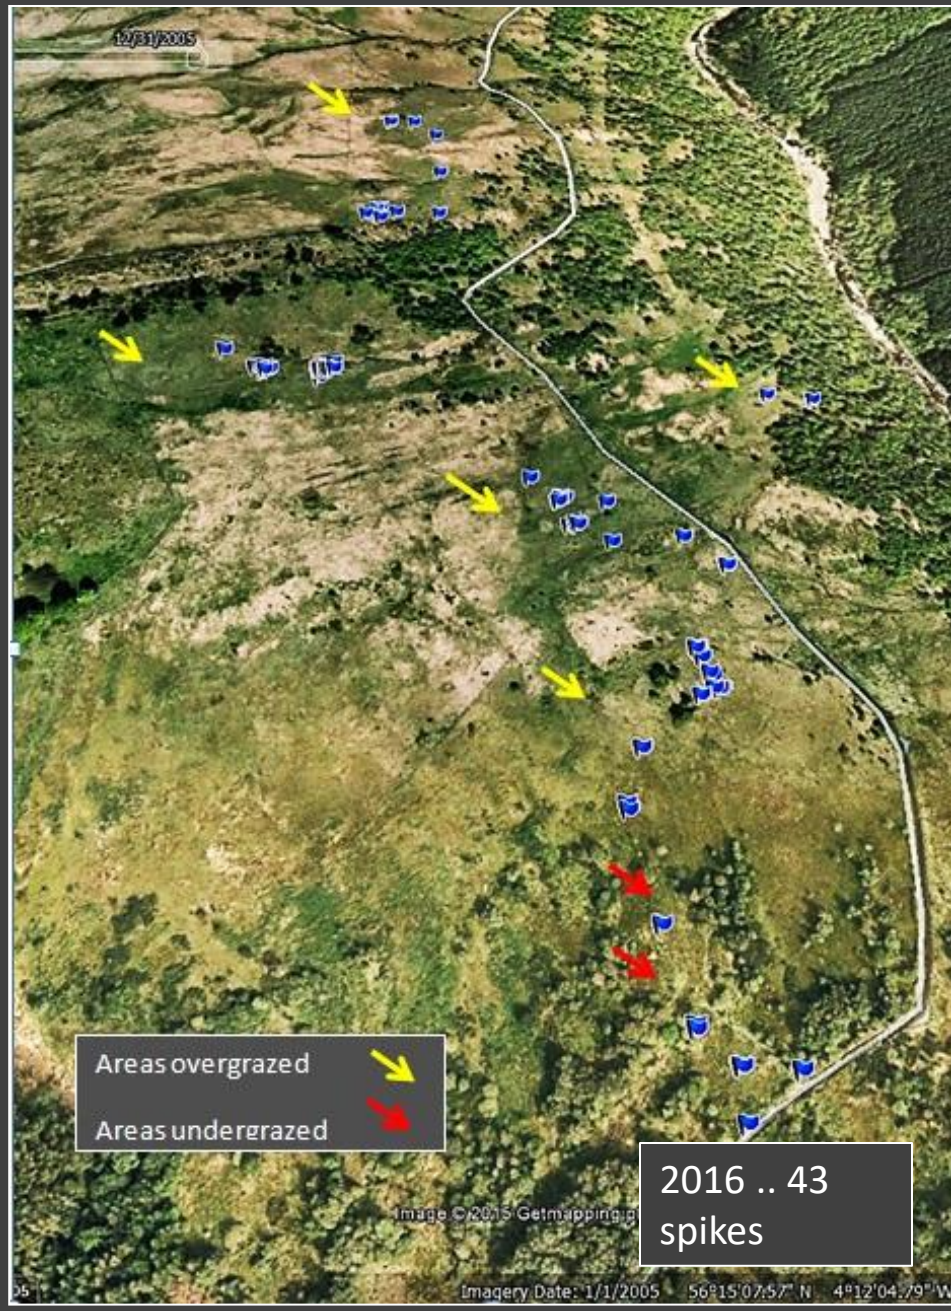 12/31/2005
Areas overgrazed
Areas undergrazed
2016 .. 43
spikes
Image © 2015 Getmapping
Imagery Date: 1/1/2005 56°15'07.57" N 4°12'04.79"